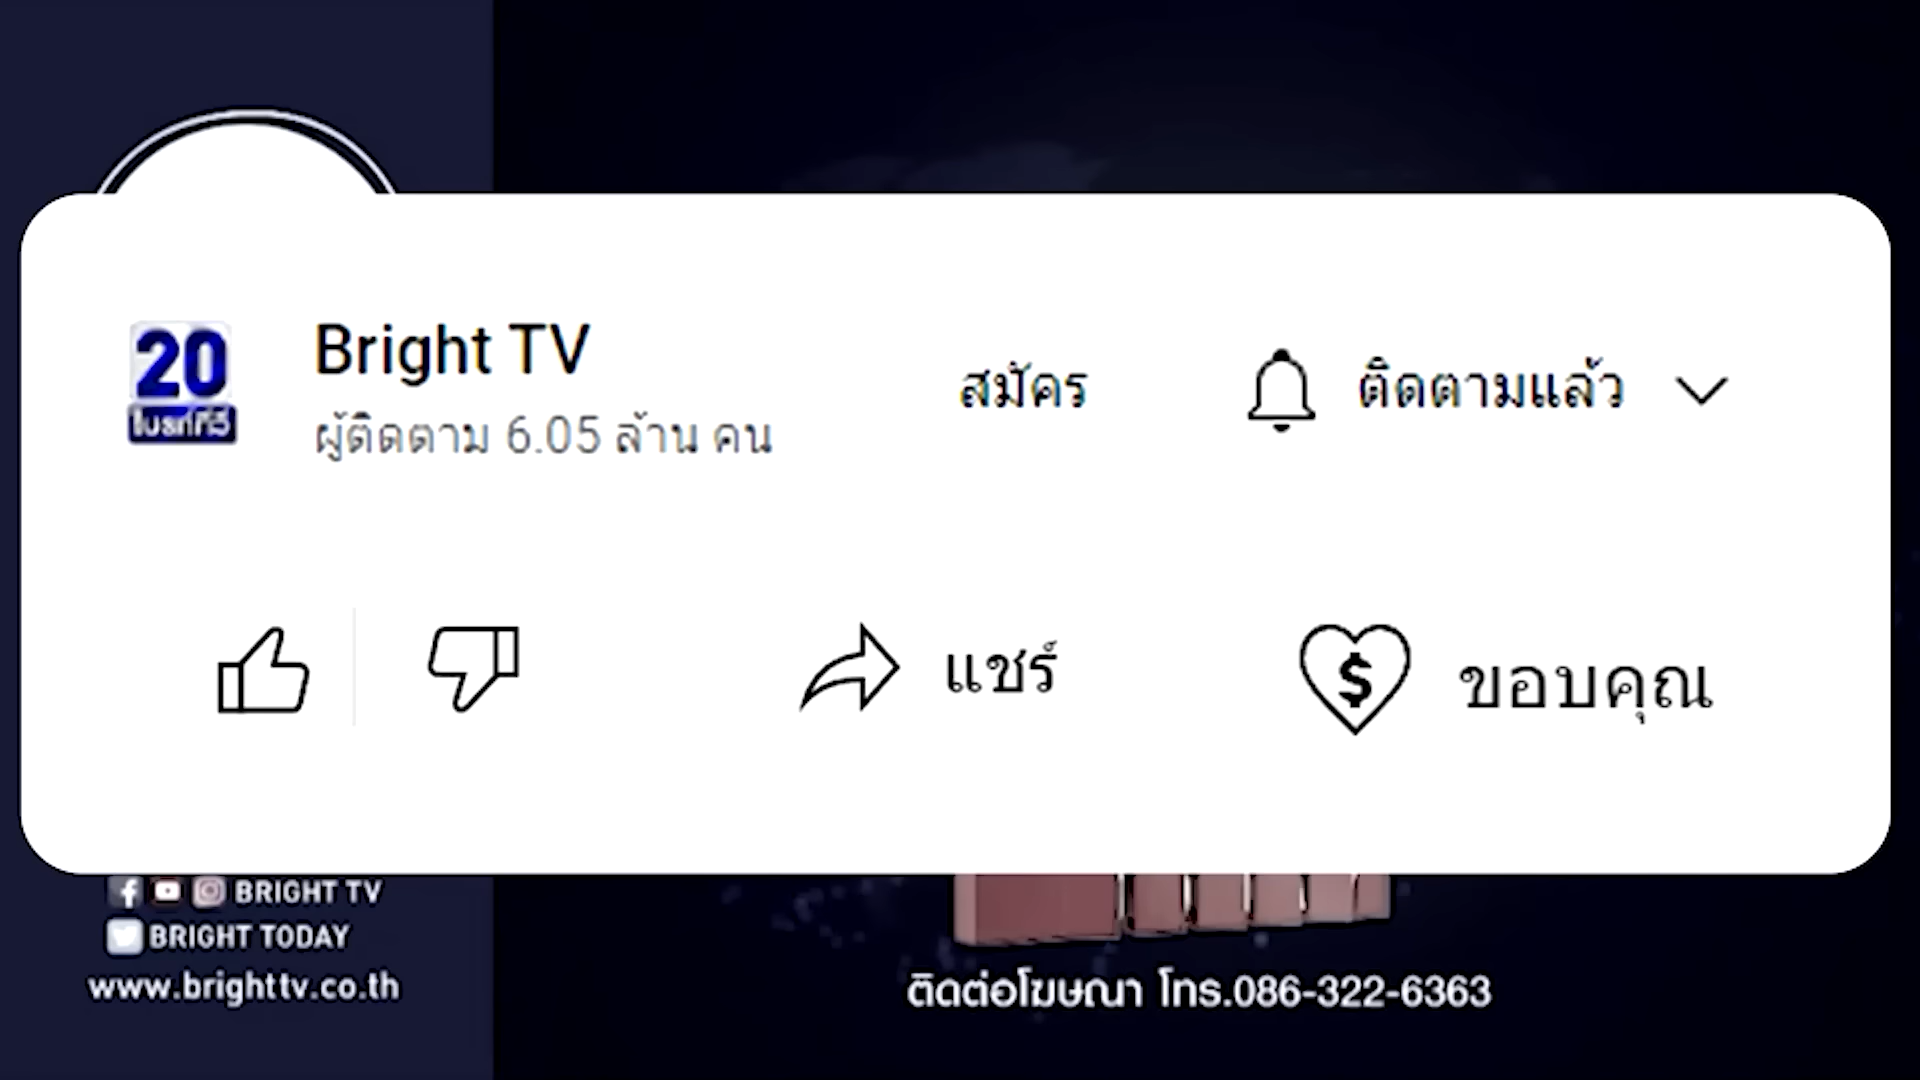 20
ไบรท์ทีวี
Bright TV
ผู้ติดตาม 6.05 ล้าน คน
สมัคร
ติดตามแล้ว
แชร์
$
ขอบคุณ
BRIGHT TV
BRIGHT TODAY
www.brighttv.co.th
ติดต่อโฆษณา โทร.086-322-6363